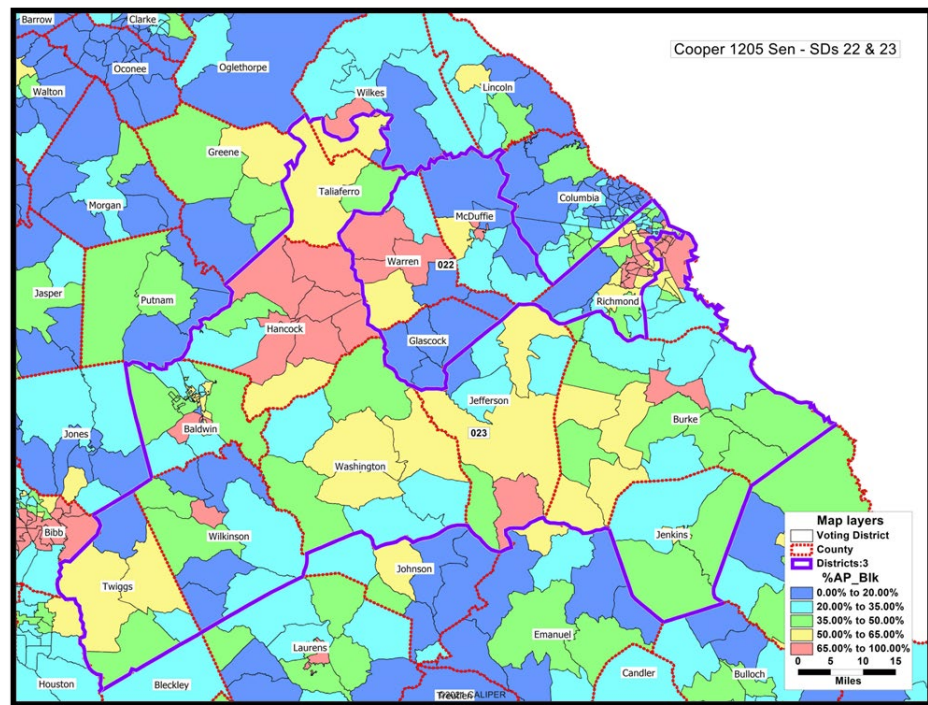 Barrow
Clarke
Cooper 1205 Sen - SDs 22 & 23
Oconee
Oglethorpe
Walton
Wilkes
Lincoln
Greene
Taliaferro
Columbia
Morgan
McDuffie
Warren
022
Jasper
Putnam
Richmond
Hancock
Glascock
Jefferson
Burke
Jones
Baldwin
023
Washington
Bibb
Wilkinson
Jenkins
Johnson
Twiggs
Emanuel
Laurens
Candler
Bulloch
Houston
Bleckley
Treutlen
CALIPER
Map layers
Voting District
County
Districts:3
%AP_Blk
0.00% to 20.00%
20.00% to 35.00%
35.00% to 50.00%
50.00% to 65.00%
65.00% to 100.00%
0 5 10 15
Miles